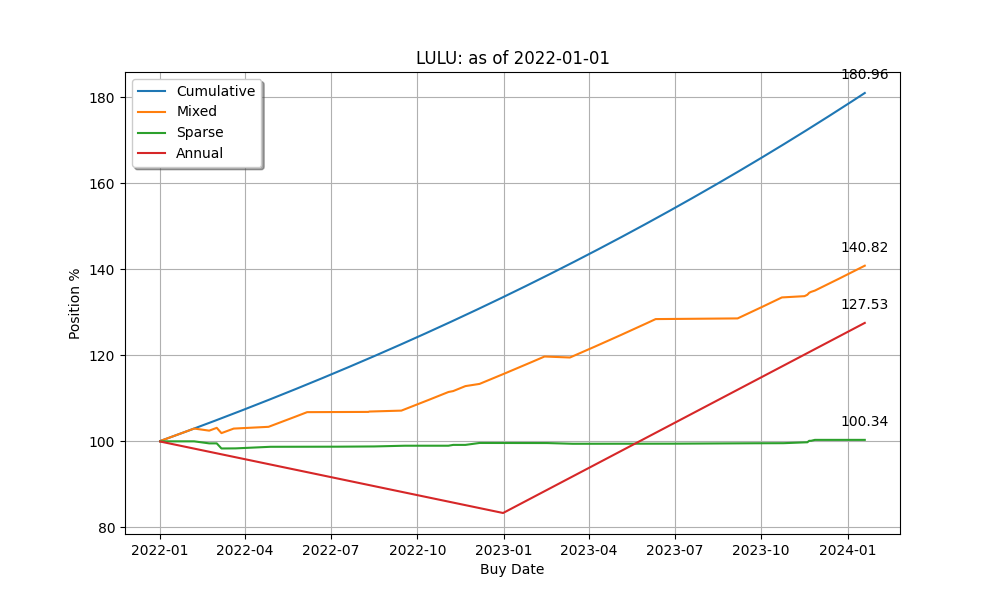 LULU: as of 2022-01-01
180.96
Cumulative
Mixed
Sparse
Annual
180
160
140
120
100
80
140.82
127.53
100.34
Position %
2022-01 2022-04 2022-07 2022-10 2023-01 2023-04 2023-07 2023-10 2024-01
Buy Date